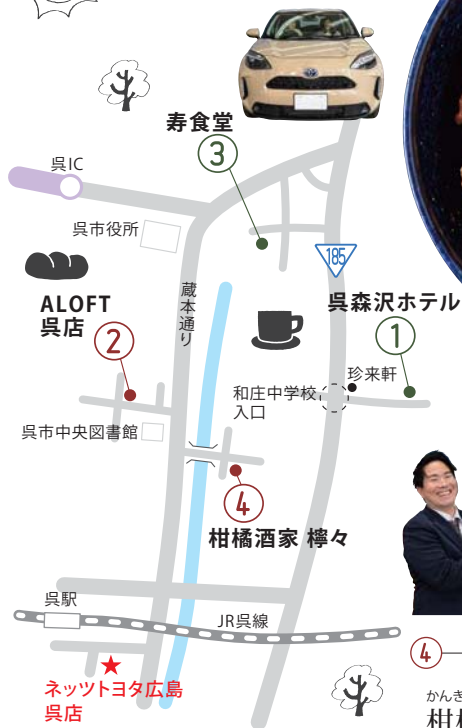 寿食堂
③
呉IC
呉市役所
185
蔵本通り
ALOFT
呉店
②
呉森沢ホテル
①
珍来軒
和庄中学校
入口
呉市中央図書館
④
柑橘酒家 檸々
呉駅
JR呉線
ネッツトヨタ広島
呉店
④
かんき